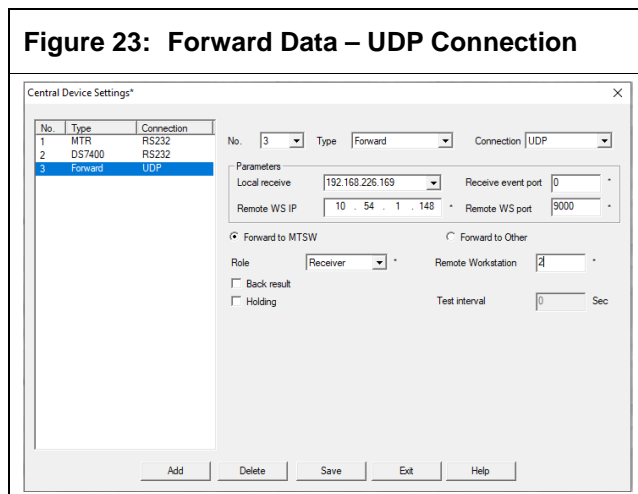 Figure 23: Forward Data – UDP Connection
Central Device Settings*
No. Type Connection
1 MTR RS232
2 DS7400 RS232
3 Forward UDP
No. 3 Type Forward Connection UDP
Parameters
Local receive 192.168.226.169 Receive event port 0 *
Remote WS IP 10 . 54 . 1 . 148 * Remote WS port 9000 *
Forward to MTSW Forward to Other
Role Receiver * Remote Workstation 2 *
Back result
Holding Test interval 0 Sec
Add Delete Save Exit Help